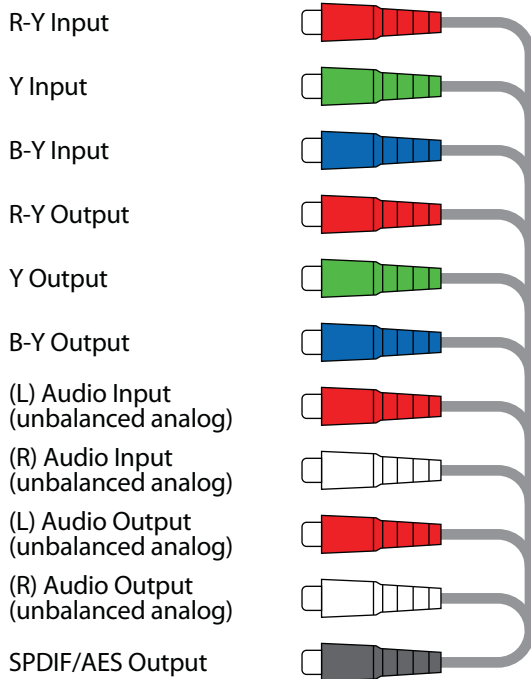 R-Y Input
Y Input
B-Y Input
R-Y Output
Y Output
B-Y Output
(L) Audio Input
(unbalanced analog)
(R) Audio Input
(unbalanced analog)
(L) Audio Output
(unbalanced analog)
(R) Audio Output
(unbalanced analog)
SPDIF/AES Output